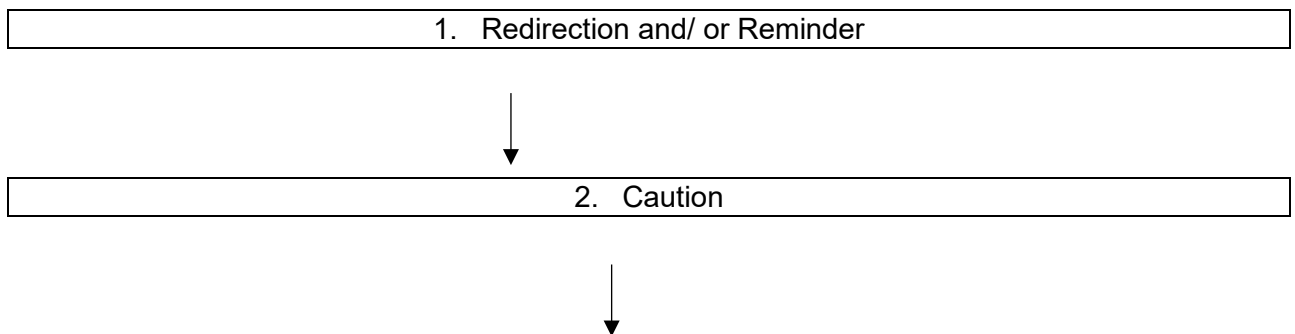 1. Redirection and/ or Reminder
2. Caution